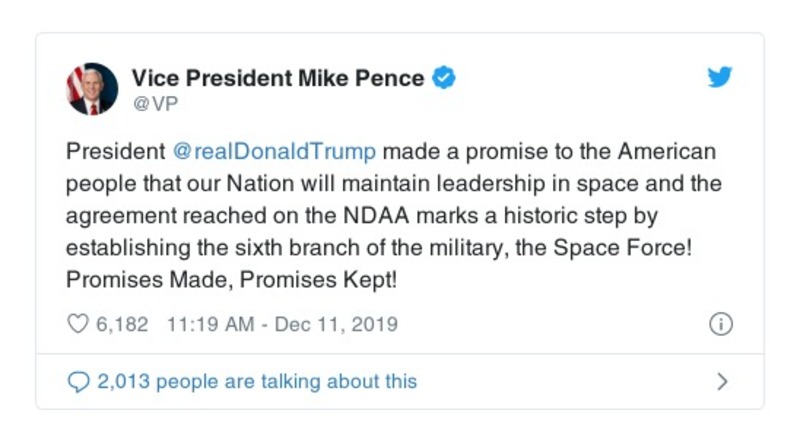 Vice President Mike Pence
@VP
President @realDonaldTrump made a promise to the American
people that our Nation will maintain leadership in space and the
agreement reached on the NDAA marks a historic step by
establishing the sixth branch of the military, the Space Force!
Promises Made, Promises Kept!
6,182 11:19 AM - Dec 11, 2019
2,013 people are talking about this